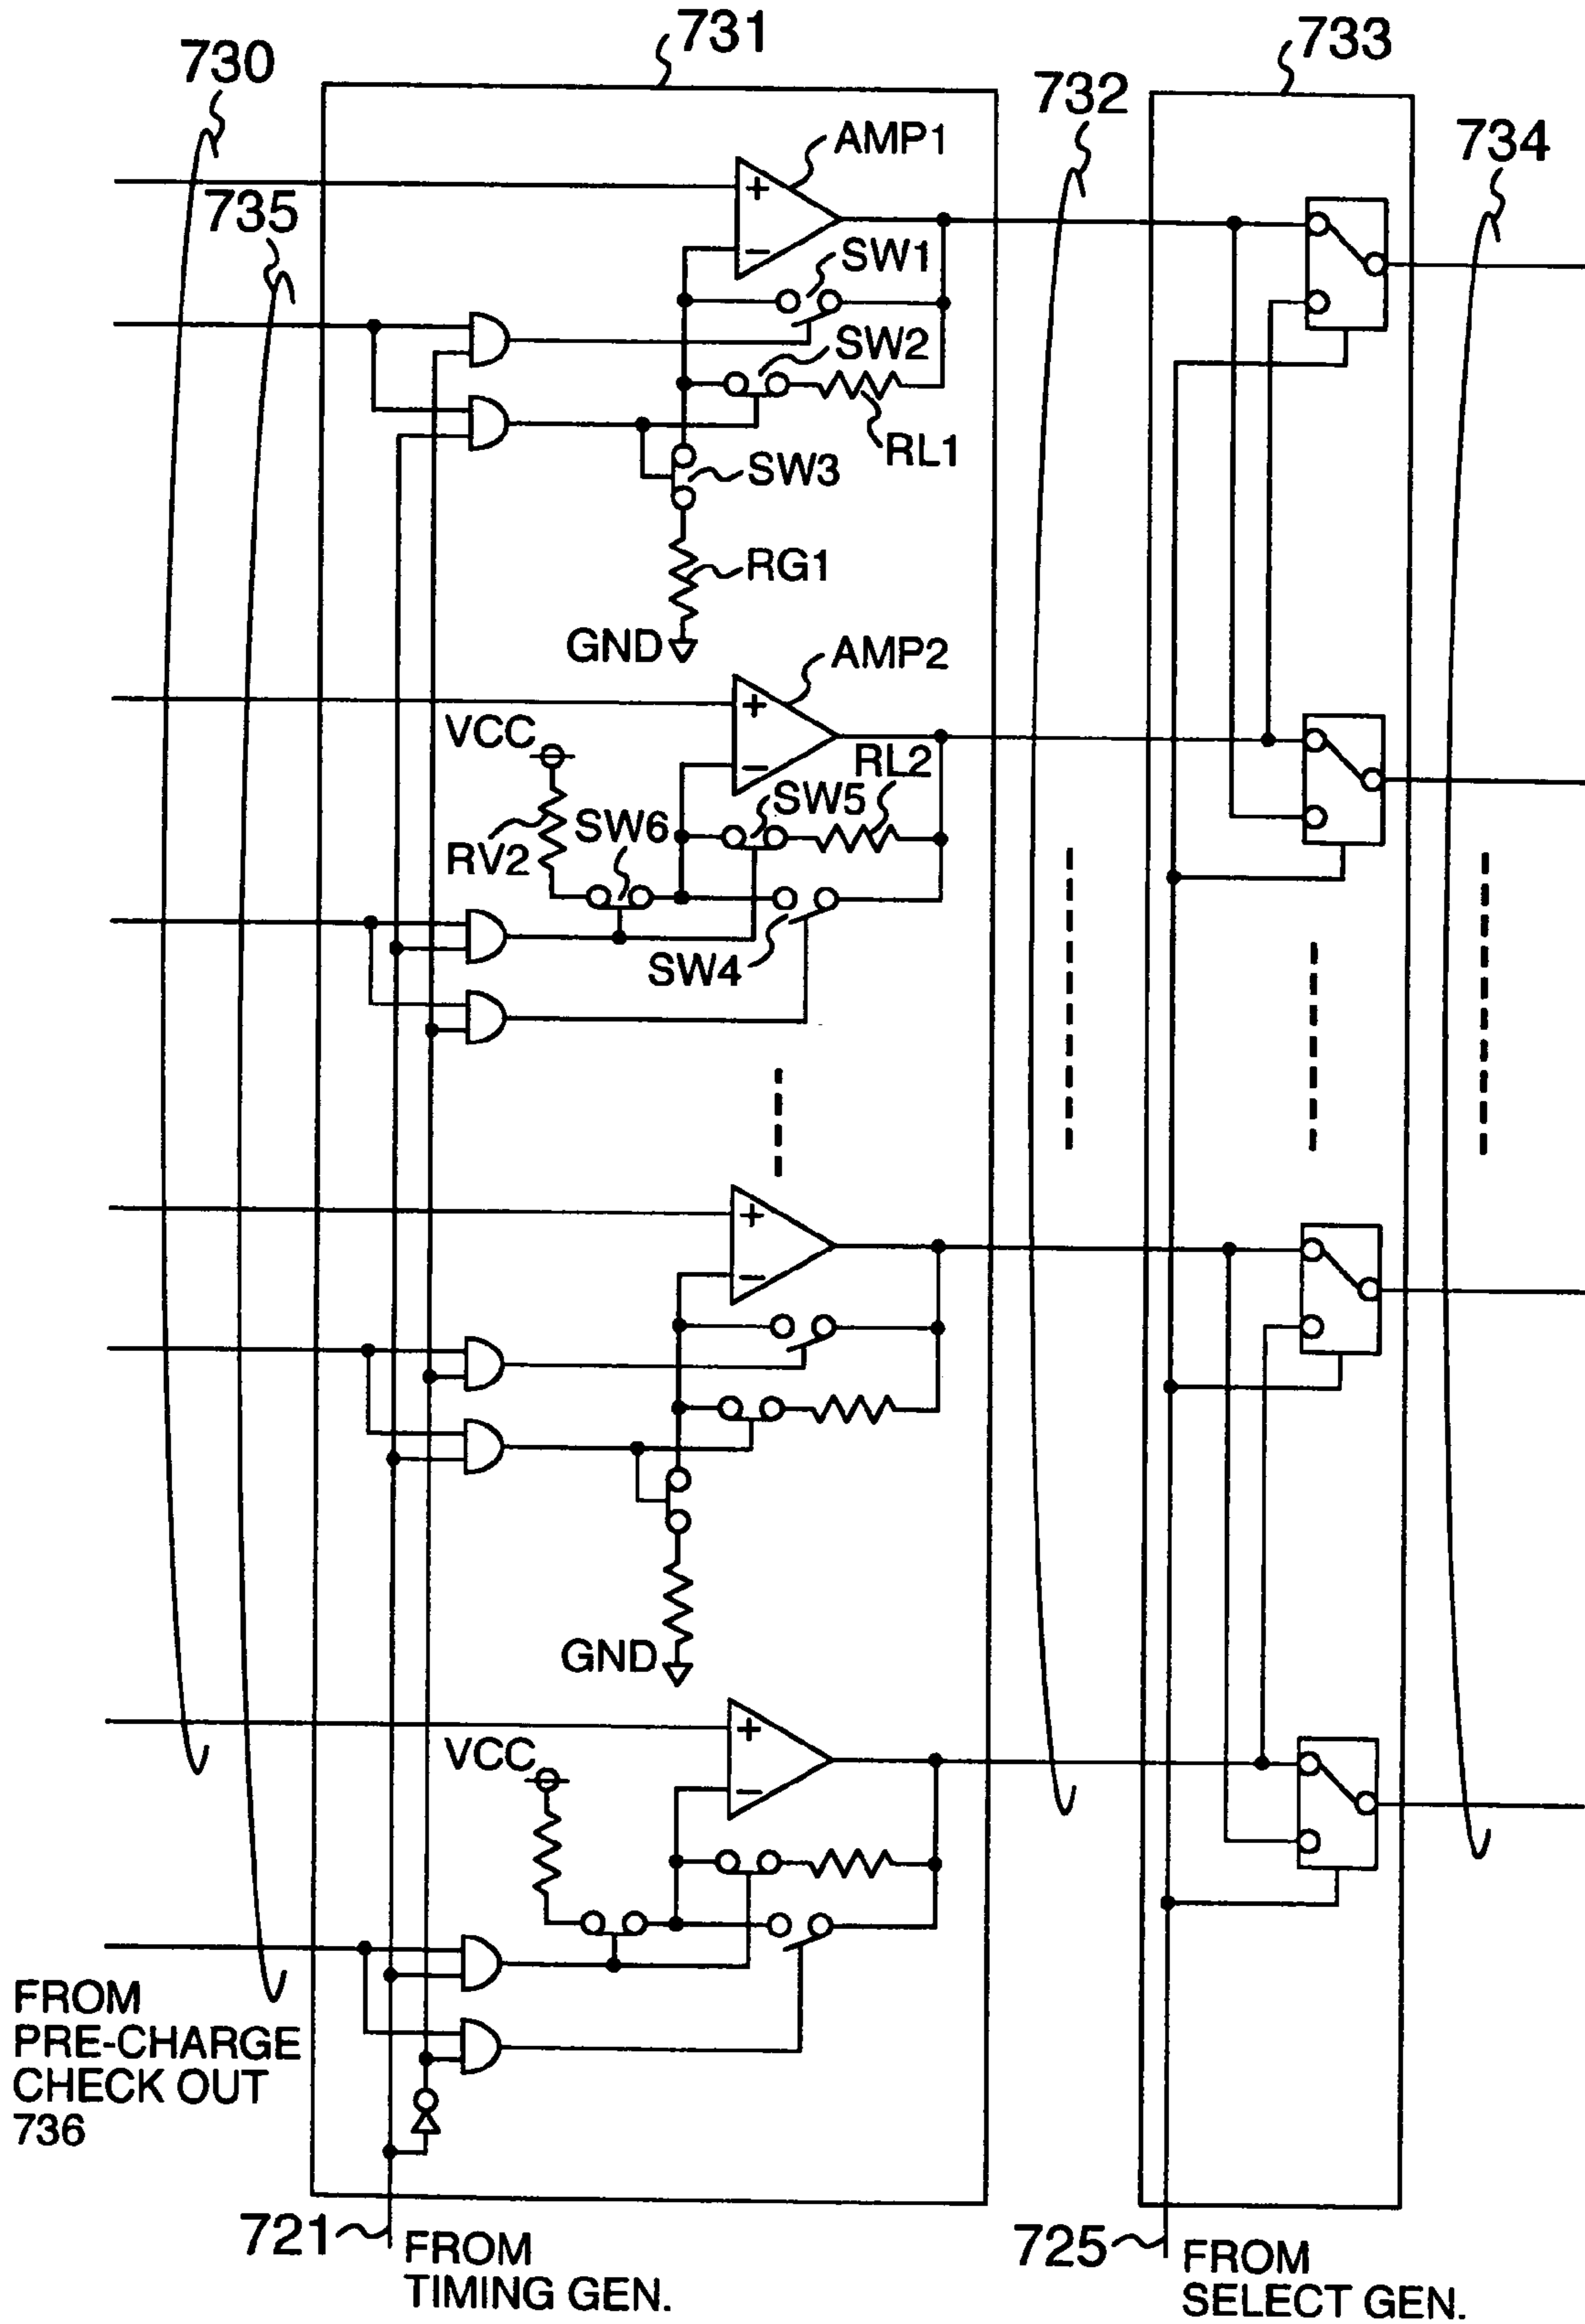 731
733
730
732
AMP1
734
+
735
−
SW1
SW2
RL1
SW3
RG1
GND
AMP2
+
VCC
−
RL2
SW5
SW6
RV2
SW4
+
−
GND
+
VCC
−
FROM
PRE-CHARGE
CHECK OUT
736
721
FROM
TIMING GEN.
725
FROM
SELECT GEN.